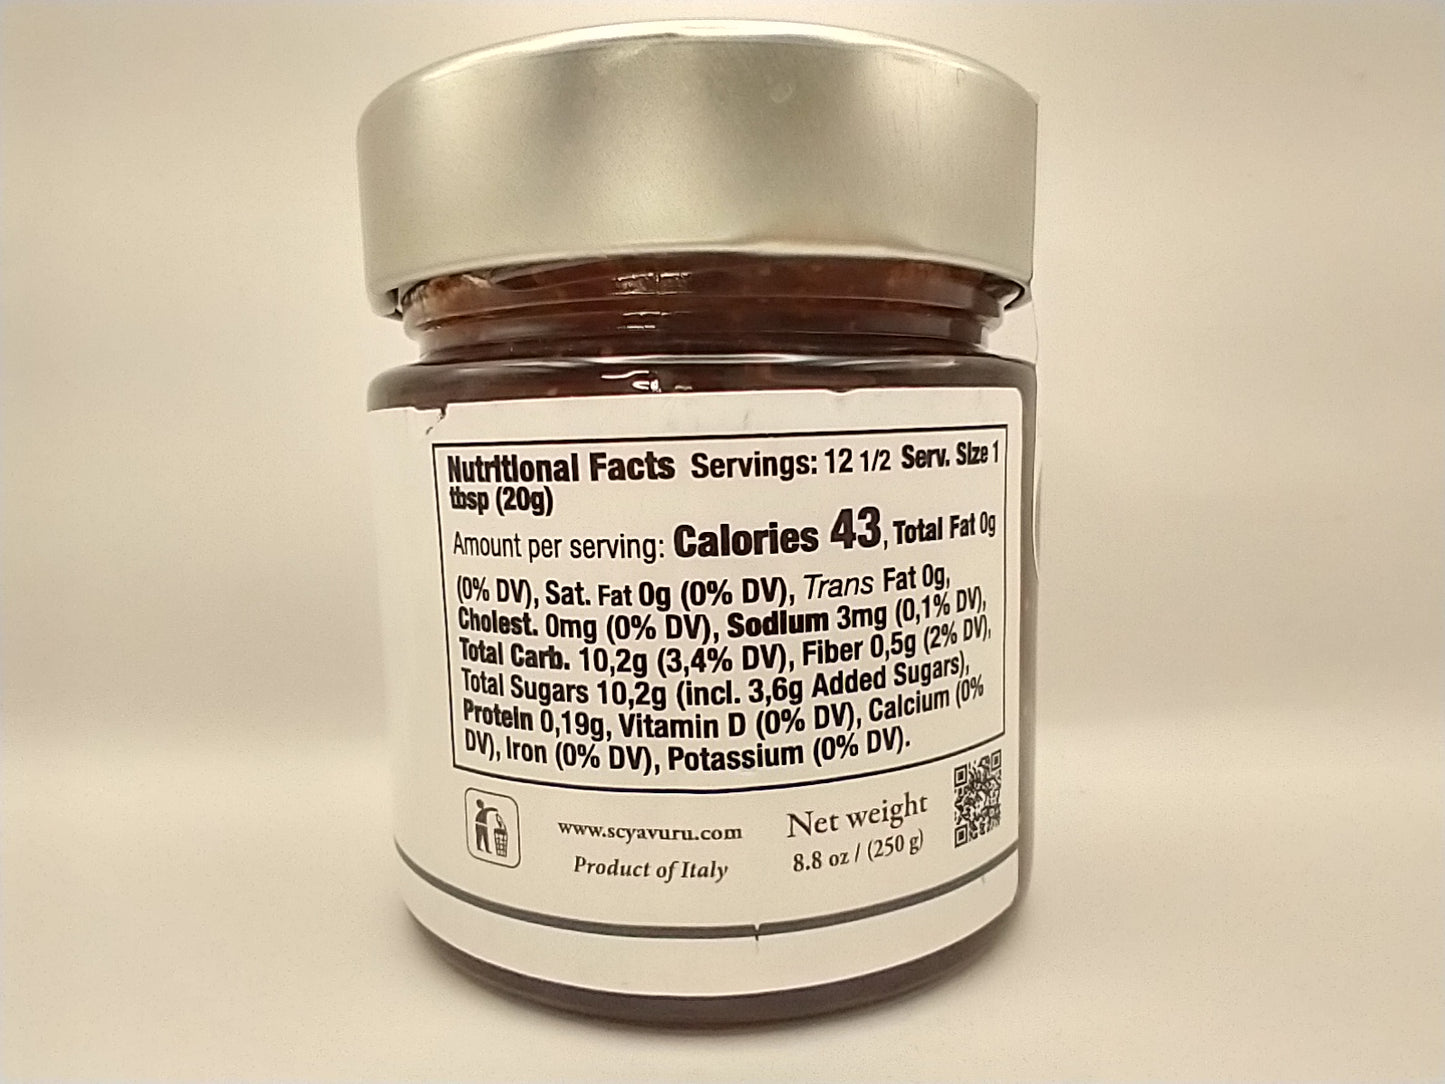 Nutritional Facts Servings: 12 1/2 Serv. Size 1
tbsp (20g)
Amount per serving: Calories 43, Total Fat 0g
(0% DV), Sat. Fat 0g (0% DV), Trans Fat 0g,
Cholest. 0mg (0% DV), Sodium 3mg (0,1% DV),
Total Carb. 10,2g (3,4% DV), Fiber 0,5g (2% DV),
Total Sugars 10,2g (incl. 3,6g Added Sugars),
Protein 0,19g, Vitamin D (0% DV), Calcium (0%
DV), Iron (0% DV), Potassium (0% DV).
www.scyavuru.com
Product of Italy
Net weight
8.8 oz / (250 g)